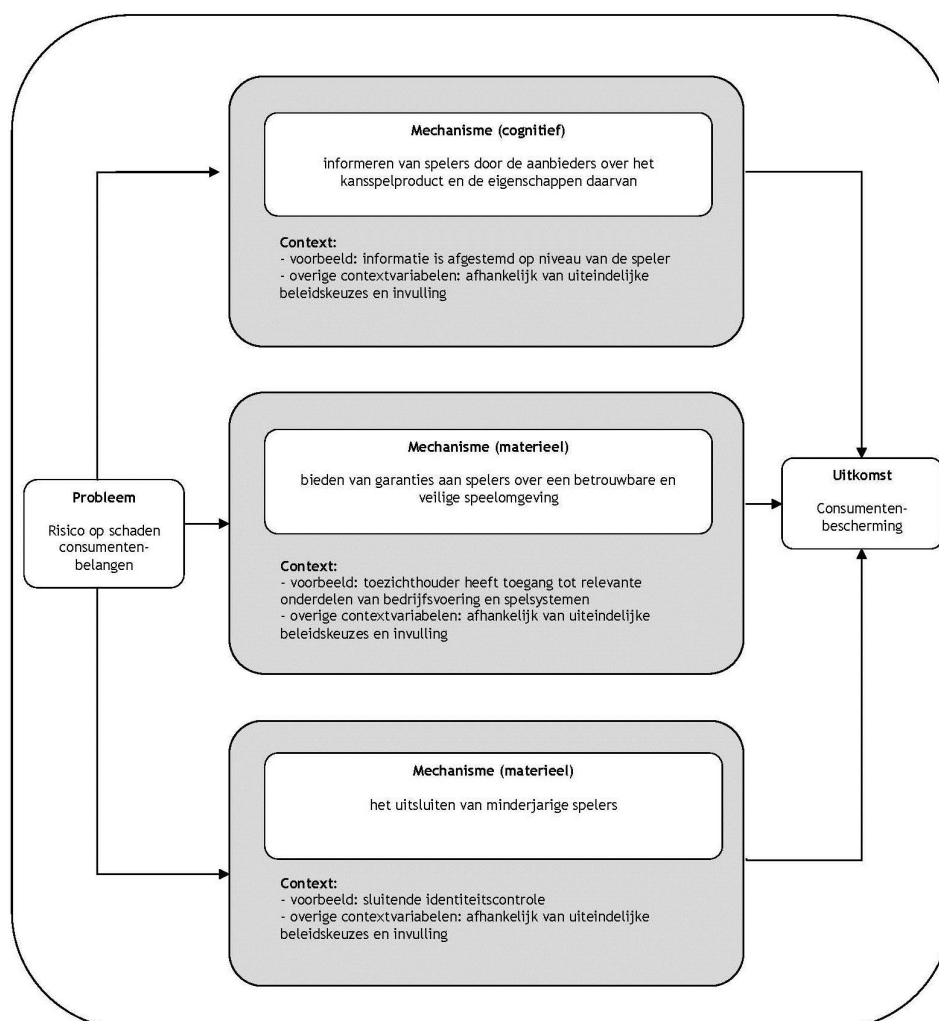 Mechanisme (cognitief)
informeren van spelers door de aanbieders over het
kansspelproduct en de eigenschappen daarvan
Context:
- voorbeeld: informatie is afgestemd op niveau van de speler
- overige contextvariabelen: afhankelijk van uiteindelijke
beleidskeuzes en invulling
Probleem
Risico op schaden
consumenten-
belangen
Mechanisme (materieel)
bieden van garanties aan spelers over een betrouwbare en
veilige speelomgeving
Context:
- voorbeeld: toezichthouder heeft toegang tot relevante
onderdelen van bedrijfsvoering en spelsystemen
- overige contextvariabelen: afhankelijk van uiteindelijke
beleidskeuzes en invulling
Uitkomst
Consumenten-
bescherming
Mechanisme (materieel)
het uitsluiten van minderjarige spelers
Context:
- voorbeeld: sluitende identiteitscontrole
- overige contextvariabelen: afhankelijk van uiteindelijke
beleidskeuzes en invulling